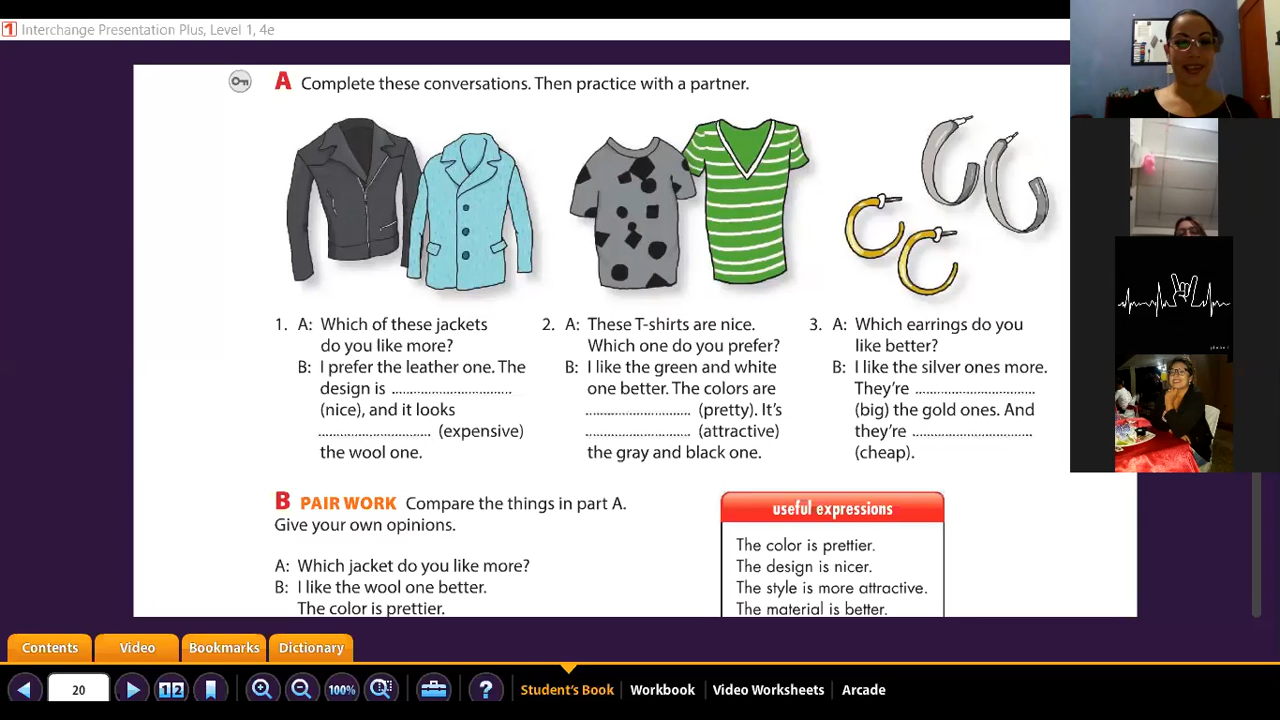 Interchange Presentation Plus, Level 1, 4e
A Complete these conversations. Then practice with a partner.
1. A: Which of these jackets
do you like more?
B: I prefer the leather one. The
design is ..............................
(nice), and it looks
............................ (expensive)
the wool one.
2. A: These T-shirts are nice.
Which one do you prefer?
B: I like the green and white
one better. The colors are
.......................... (pretty). It's
.......................... (attractive)
the gray and black one.
3. A: Which earrings do you
like better?
B: I like the silver ones more.
They're ..............................
(big) the gold ones. And
they're ..............................
(cheap).
B PAIR WORK Compare the things in part A.
Give your own opinions.
A: Which jacket do you like more?
B: I like the wool one better.
The color is prettier.
useful expressions
The color is prettier.
The design is nicer.
The style is more attractive.
The material is better.
Contents Video Bookmarks Dictionary
20 1 2 100% ? Student's Book Workbook Video Worksheets Arcade